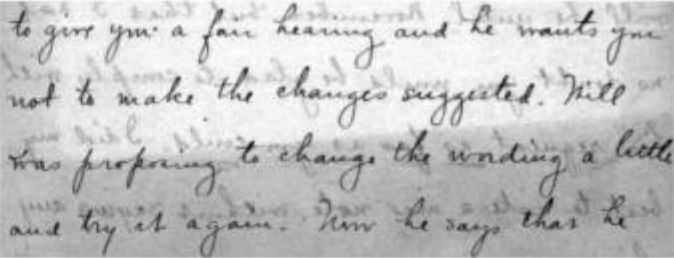 to give you a fair hearing and he wants you
not to make the changes suggested. Will
was proposing to change the wording a little
and try it again. Now he says that he